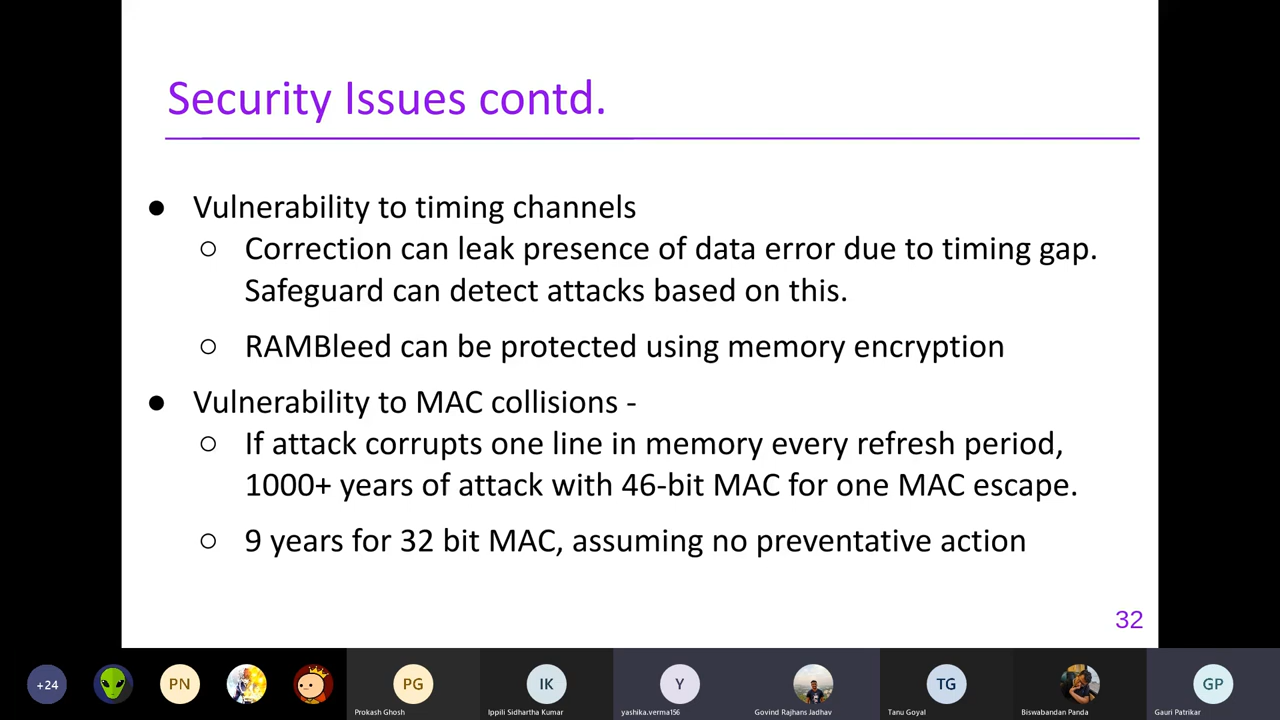 Security Issues contd.
● Vulnerability to timing channels
○ Correction can leak presence of data error due to timing gap.
Safeguard can detect attacks based on this.
○ RAMBleed can be protected using memory encryption
● Vulnerability to MAC collisions -
○ If attack corrupts one line in memory every refresh period,
1000+ years of attack with 46-bit MAC for one MAC escape.
○ 9 years for 32 bit MAC, assuming no preventative action
32
+24 PN PG IK Y TG GP
Prokash Ghosh Ippili Sidhartha Kumar yashika.verma156 Govind Rajhans Jadhav Tanu Goyal Biswabandan Panda Gauri Patrikar